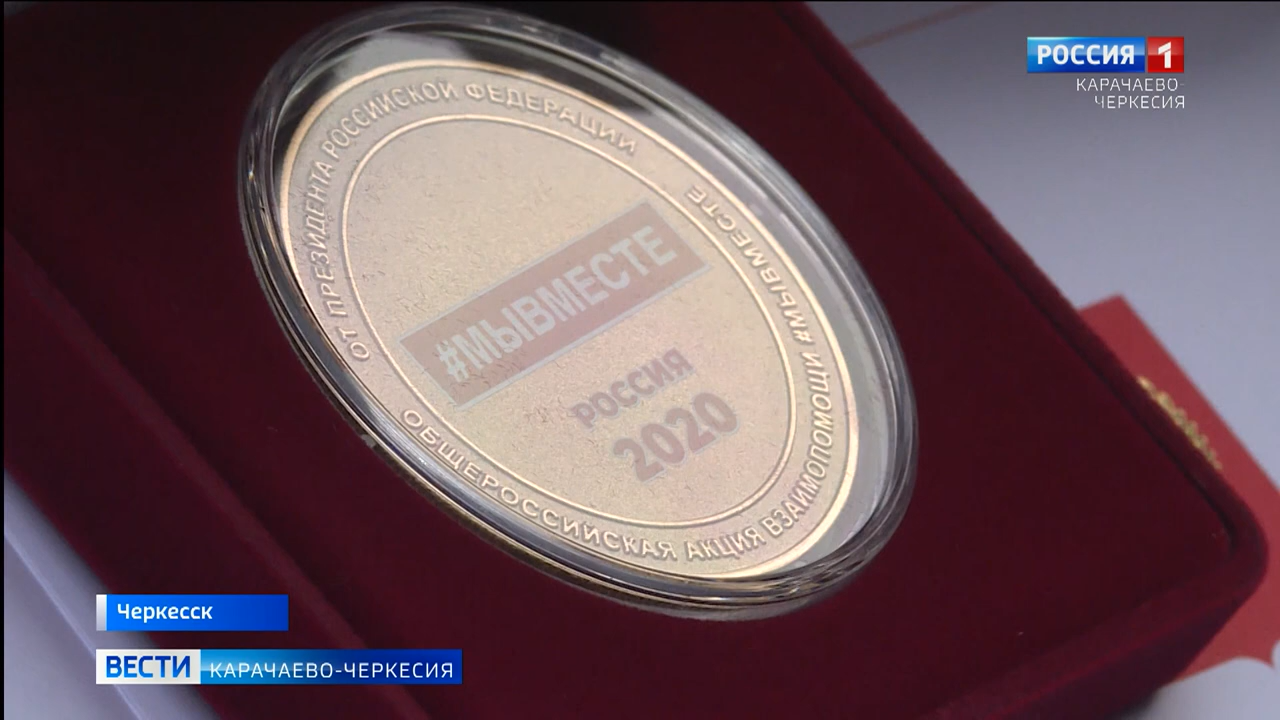 РОССИЯ 1
КАРАЧАЕВО-
ЧЕРКЕСИЯ
ОТ ПРЕЗИДЕНТА РОССИЙСКОЙ ФЕДЕРАЦИИ
#МЫВМЕСТЕ
РОССИЯ
2020
ОБЩЕРОССИЙСКАЯ АКЦИЯ ВЗАИМОПОМОЩИ #МЫВМЕСТЕ
Черкесск
ВЕСТИ КАРАЧАЕВО-ЧЕРКЕСИЯ